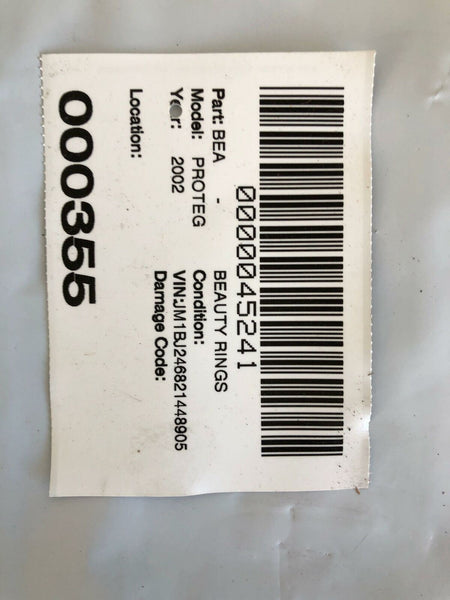 0000045241
Part: BEA - BEAUTY RINGS
Model: PROTEG Condition:
Year: 2002 VIN:JM1BJ246821448905
Damage Code:
Location:
000355